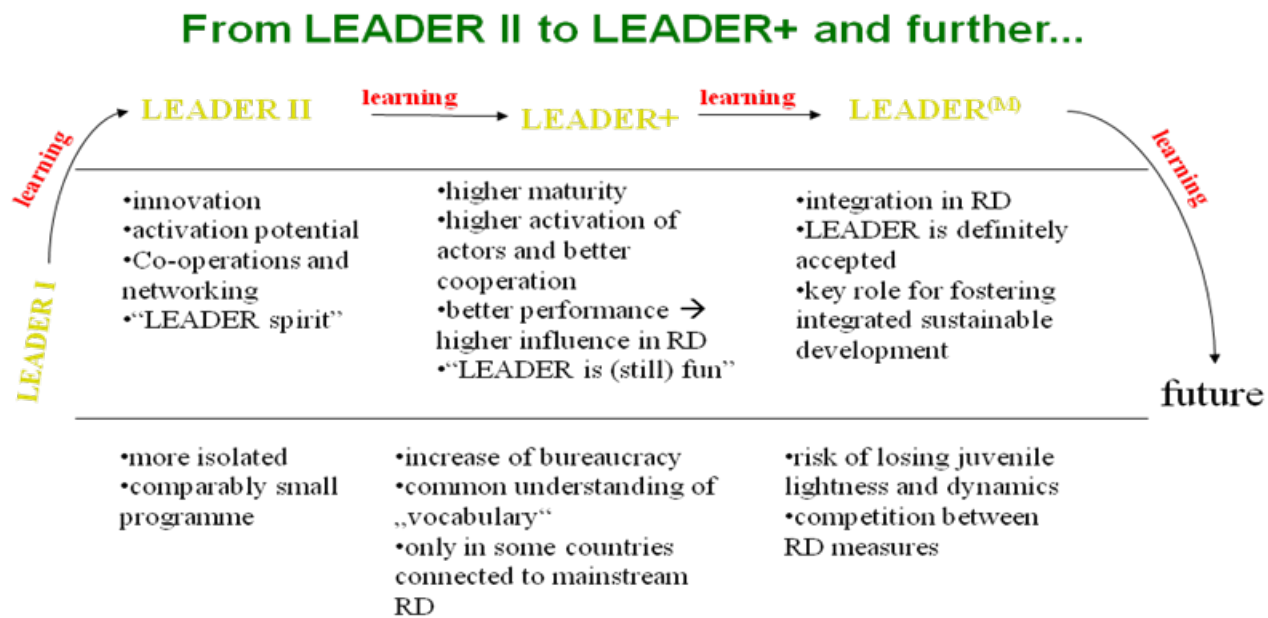 From LEADER II to LEADER+ and further...
learning
LEADER I
LEADER II
learning
LEADER+
learning
LEADER(M)
learning
future
•innovation
•activation potential
•Co-operations and
networking
•“LEADER spirit”
•higher maturity
•higher activation of
actors and better
cooperation
•better performance →
higher influence in RD
•“LEADER is (still) fun”
•integration in RD
•LEADER is definitely
accepted
•key role for fostering
integrated sustainable
development
•more isolated
•comparably small
programme
•increase of bureaucracy
•common understanding of
„vocabulary“
•only in some countries
connected to mainstream
RD
•risk of losing juvenile
lightness and dynamics
•competition between
RD measures